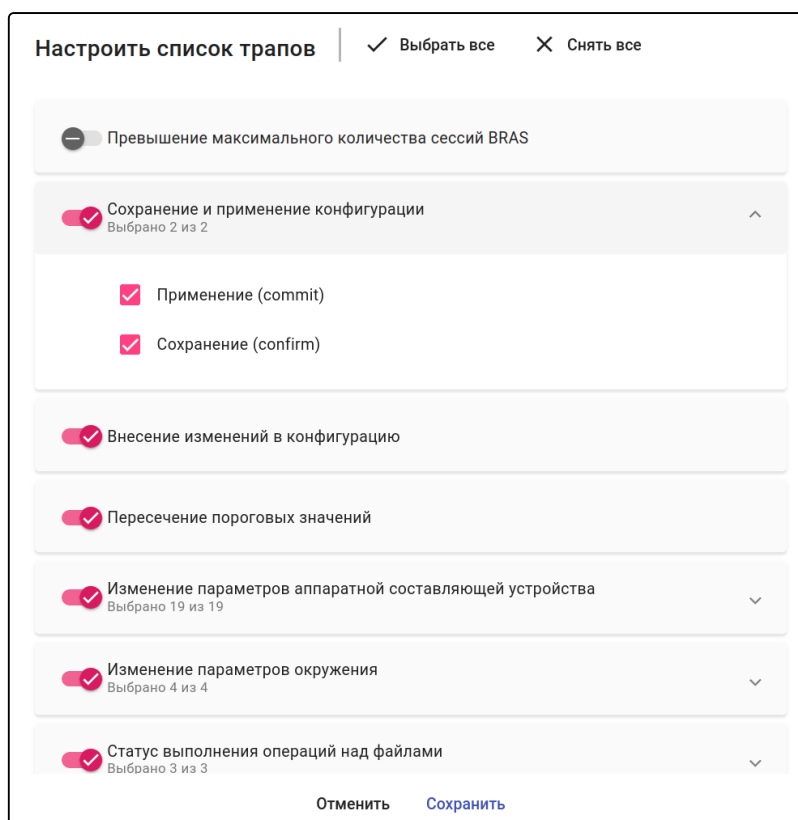 Настроить список трапов
Выбрать все
Снять все
Превышение максимального количества сессий BRAS
Сохранение и применение конфигурации
Выбрано 2 из 2
Применение (commit)
Сохранение (confirm)
Внесение изменений в конфигурацию
Пересечение пороговых значений
Изменение параметров аппаратной составляющей устройства
Выбрано 19 из 19
Изменение параметров окружения
Выбрано 4 из 4
Статус выполнения операций над файлами
Выбрано 3 из 3
Отменить
Сохранить